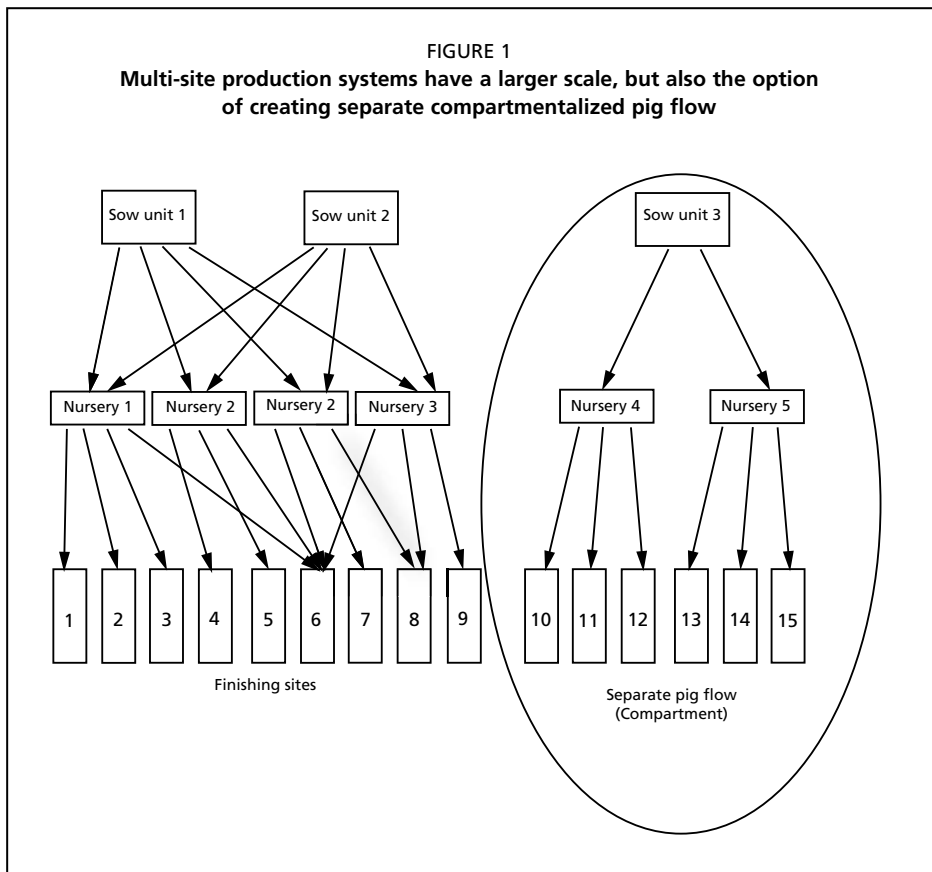 FIGURE 1
Multi-site production systems have a larger scale, but also the option
of creating separate compartmentalized pig flow
Sow unit 1
Sow unit 2
Sow unit 3
Nursery 1
Nursery 2
Nursery 2
Nursery 3
Nursery 4
Nursery 5
1
2
3
4
5
6
7
8
9
10
11
12
13
14
15
Finishing sites
Separate pig flow
(Compartment)